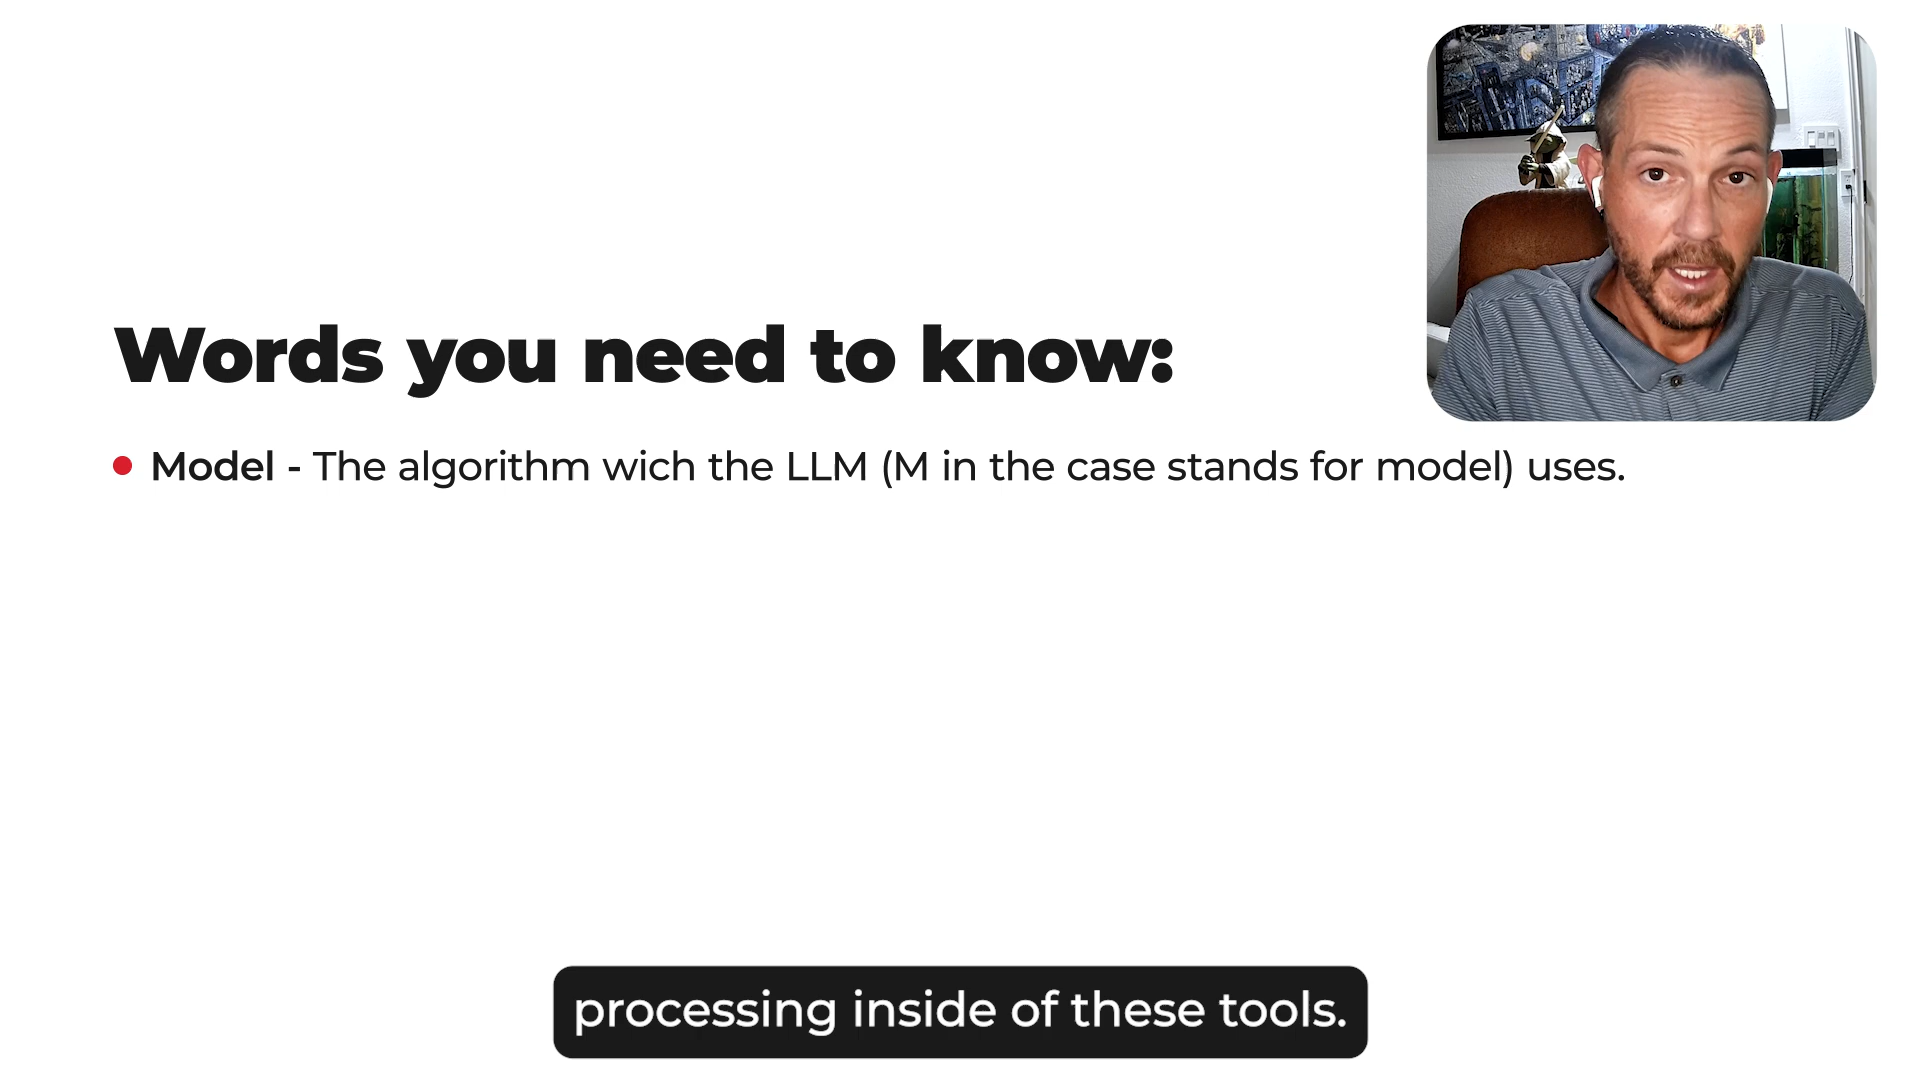 Words you need to know:
Model - The algorithm wich the LLM (M in the case stands for model) uses.
processing inside of these tools.